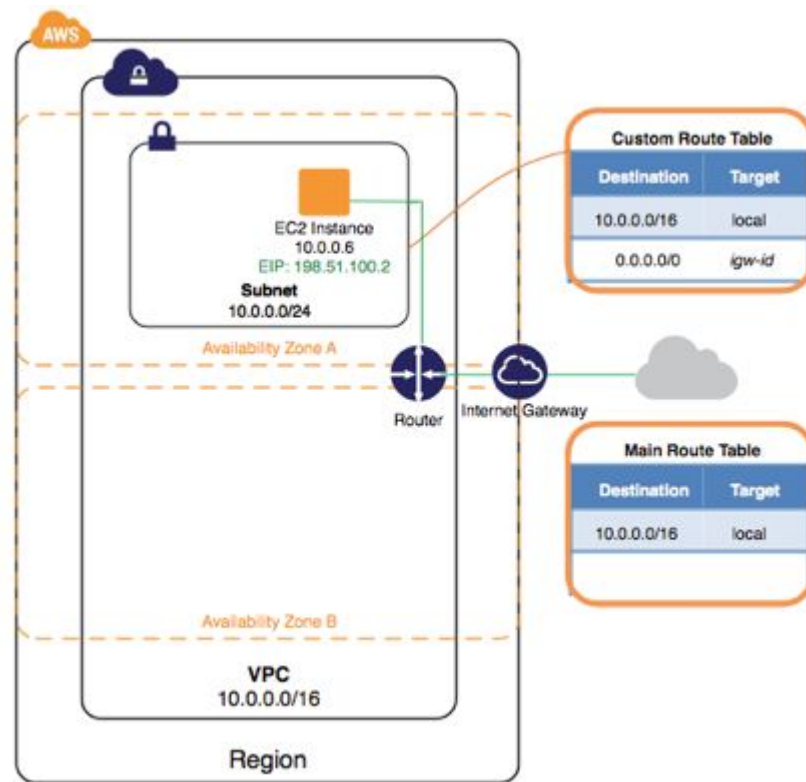 AWS
EC2 Instance
10.0.0.6
EIP: 198.51.100.2
Subnet
10.0.0.0/24
Availability Zone A
Router
Internet Gateway
Availability Zone B
VPC
10.0.0.0/16
Region
Custom Route Table
Destination Target
10.0.0.0/16 local
0.0.0.0/0 igw-id
Main Route Table
Destination Target
10.0.0.0/16 local